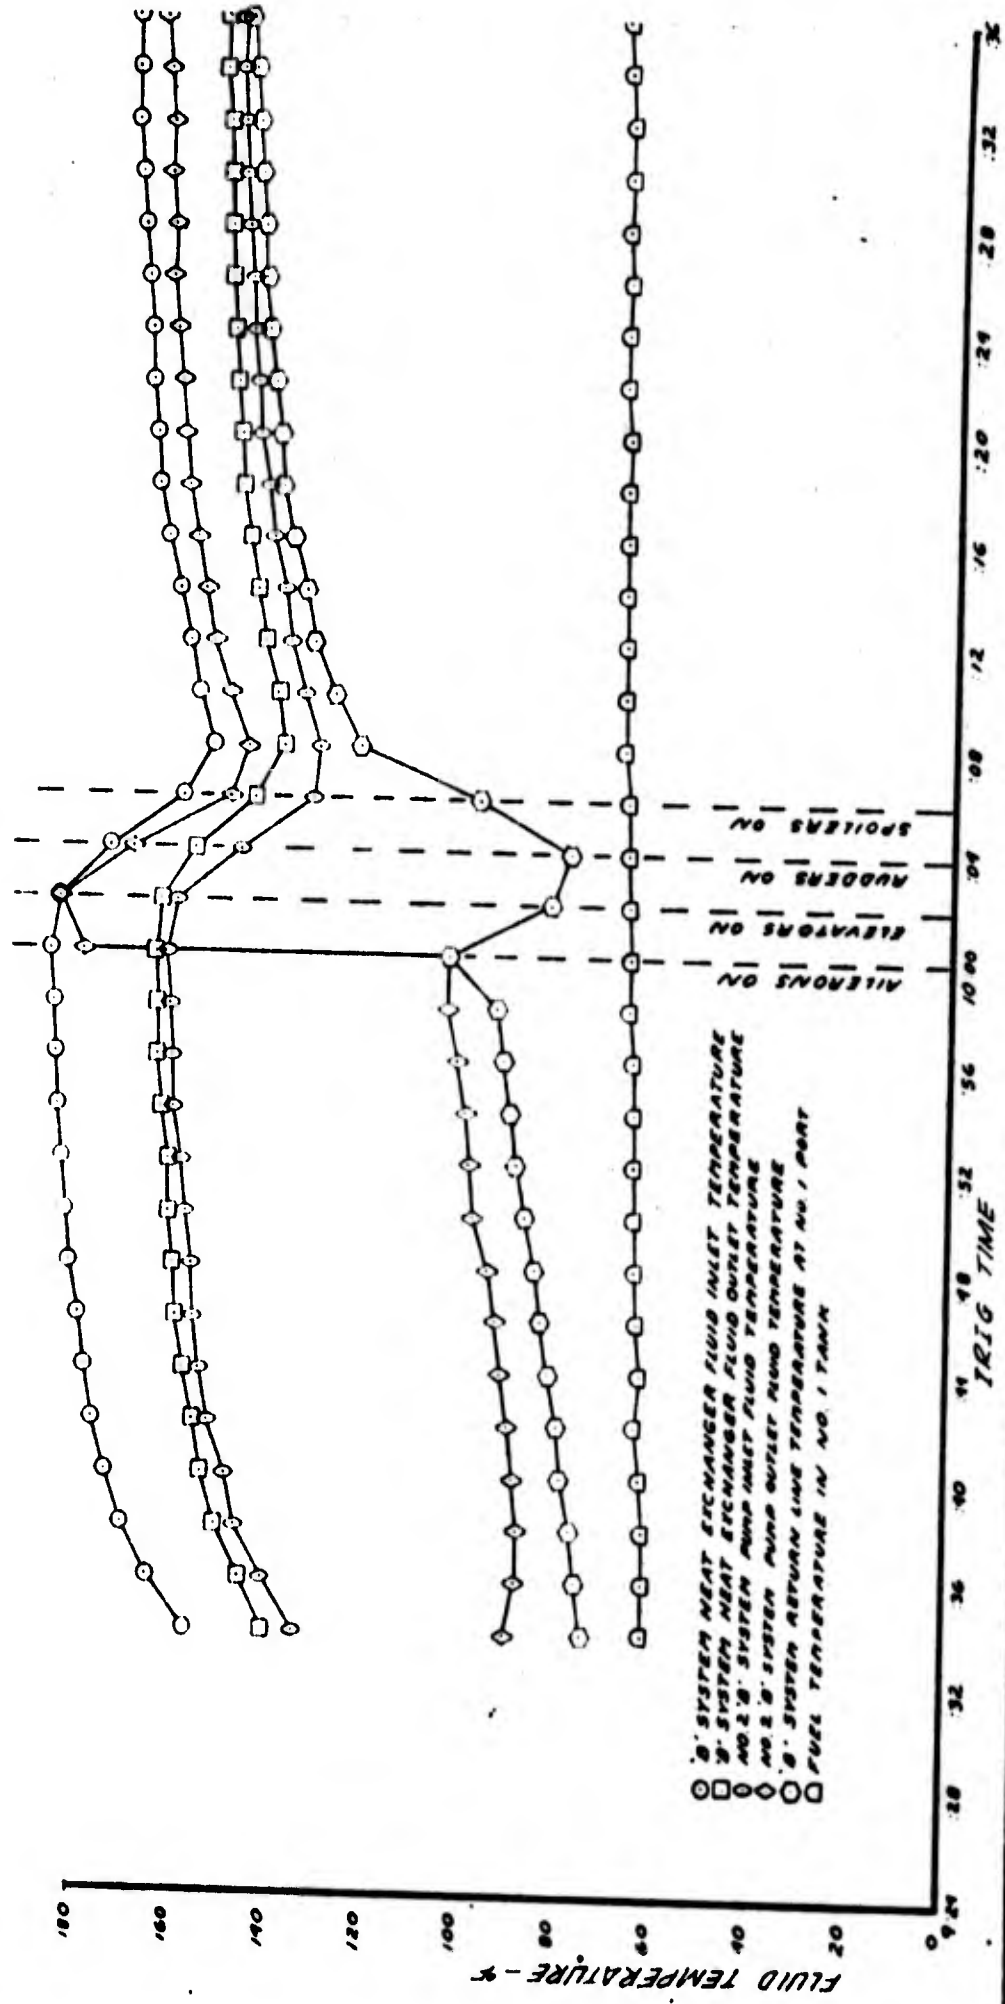 FLUID TEMPERATURE - °F
180
160
140
120
100
80
60
40
20
0
9:24
:28
:32
:36
:40
:44
:48
:52
:56
10:00
:04
:08
:12
:16
:20
:24
:28
:32
:36
IRIG TIME
AILERONS ON
ELEVATORS ON
RUDDERS ON
SPOILERS ON
'B' SYSTEM HEAT EXCHANGER FLUID INLET TEMPERATURE
'B' SYSTEM HEAT EXCHANGER FLUID OUTLET TEMPERATURE
NO. 2 'B' SYSTEM PUMP INLET FLUID TEMPERATURE
NO. 2 'B' SYSTEM PUMP OUTLET FLUID TEMPERATURE
'B' SYSTEM RETURN LINE TEMPERATURE AT NO. 1 PORT
FUEL TEMPERATURE IN NO. 1 TANK